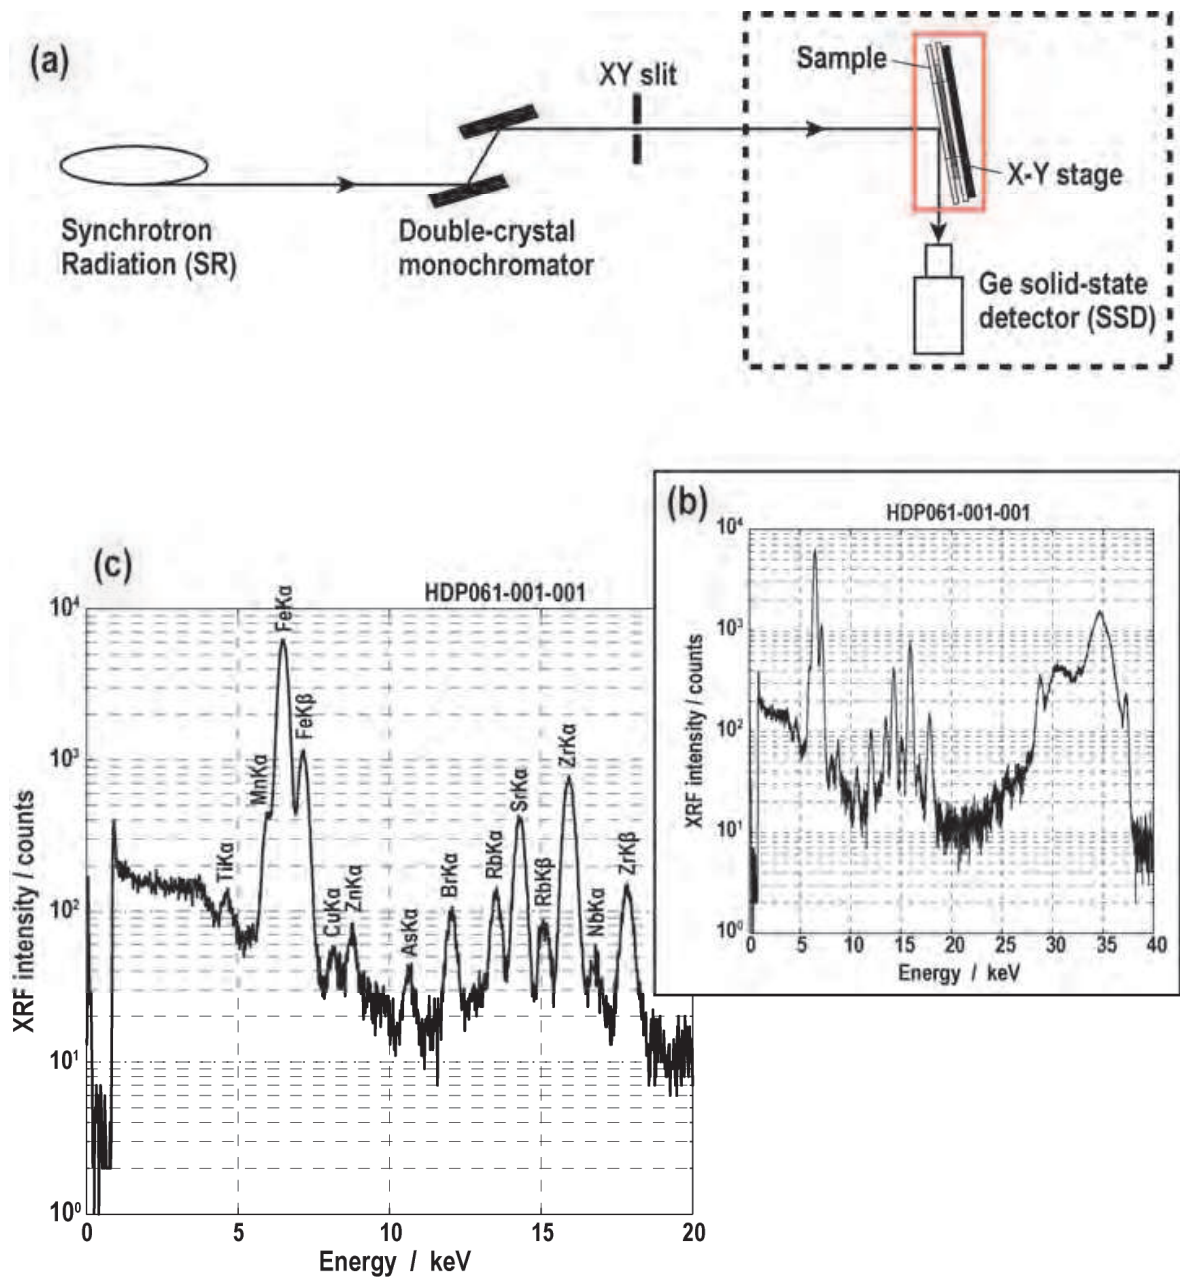 (a)
XY slit
Sample
X-Y stage
Synchrotron
Radiation (SR)
Double-crystal
monochromator
Ge solid-state
detector (SSD)
(b)
HDP061-001-001
10⁴
10³
10²
10¹
10⁰
XRF intensity / counts
0 5 10 15 20 25 30 35 40
Energy / keV
(c)
HDP061-001-001
10⁴
10³
10²
10¹
10⁰
XRF intensity / counts
TiKα
MnKα
FeKα
FeKβ
CuKα
ZnKα
AsKα
BrKα
RbKα
SrKα
RbKβ
ZrKα
NbKα
ZrKβ
0 5 10 15 20
Energy / keV